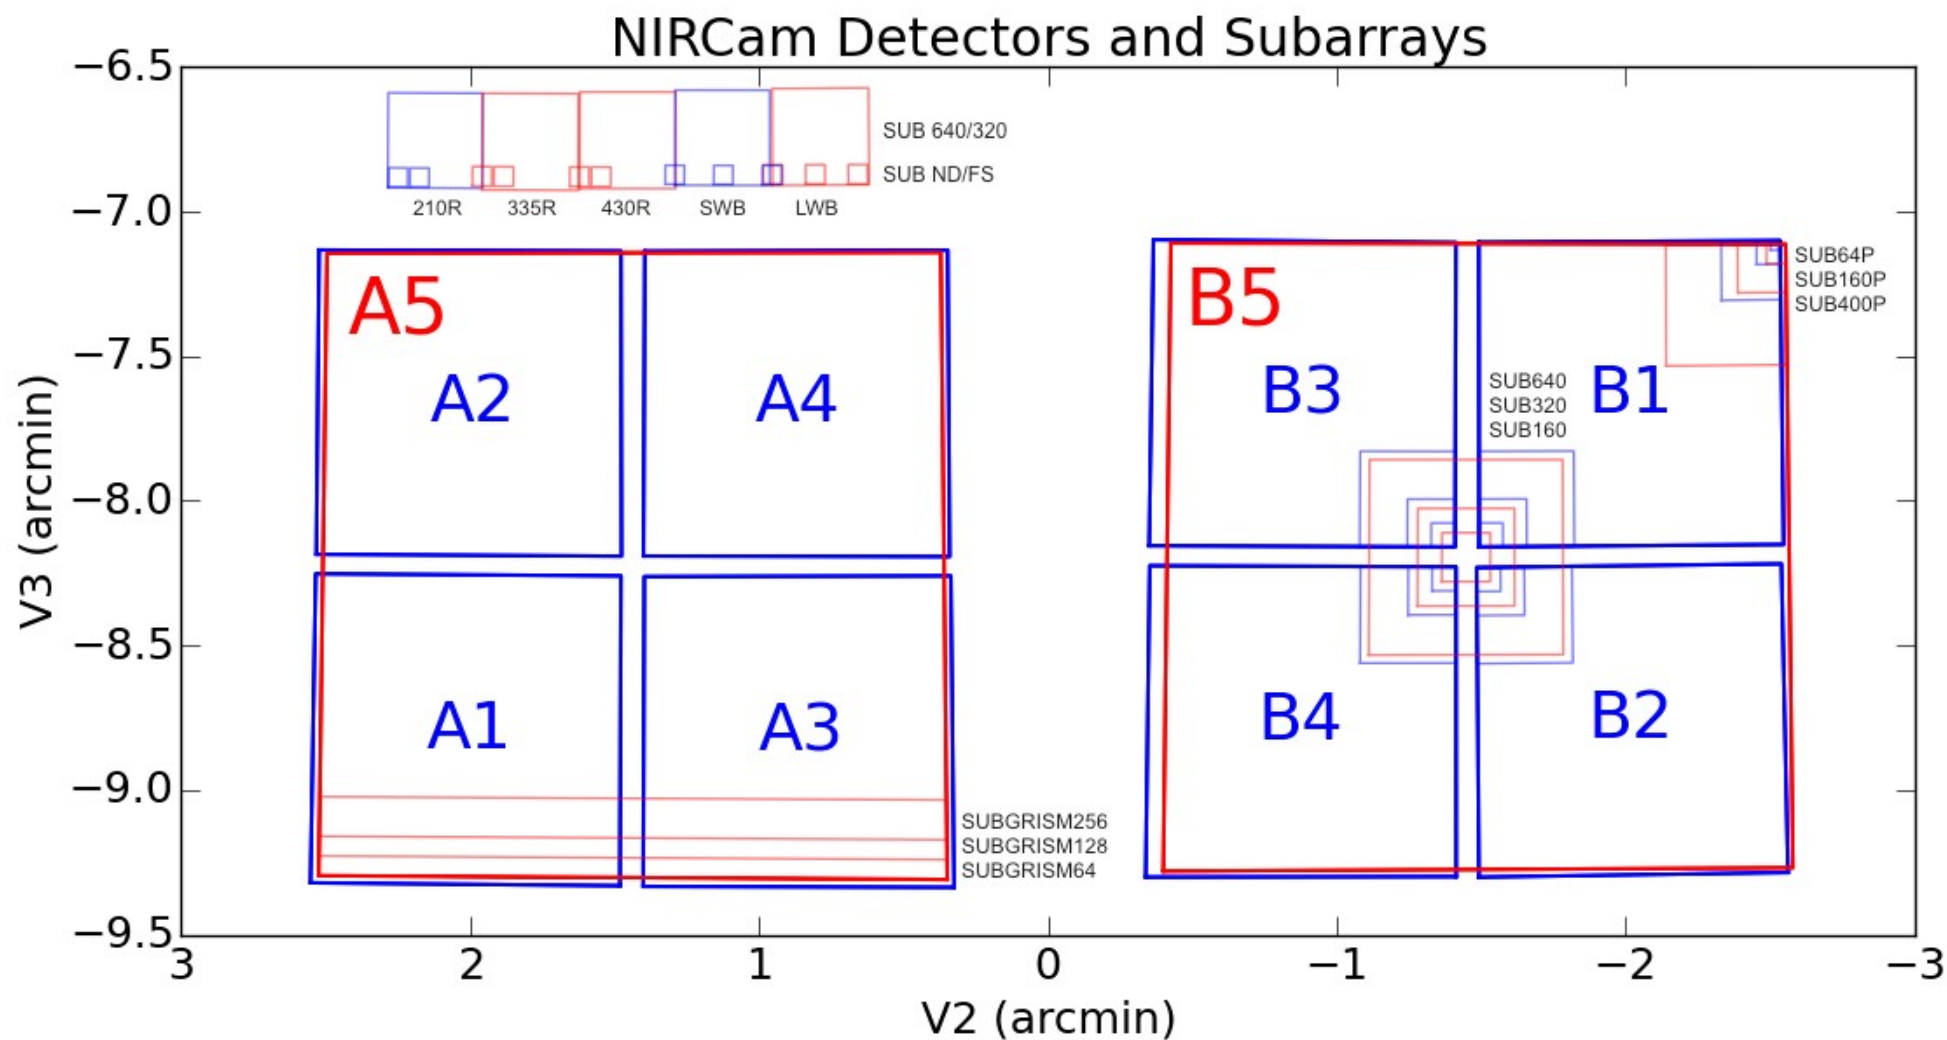 NIRCam Detectors and Subarrays
−6.5
SUB 640/320
SUB ND/FS
210R 335R 430R SWB LWB
−7.0
A5
A2
A4
B5
B3
B1
SUB64P
SUB160P
SUB400P
−7.5
SUB640
SUB320
SUB160
−8.0
−8.5
A1
A3
B4
B2
−9.0
SUBGRISM256
SUBGRISM128
SUBGRISM64
−9.5
3 2 1 0 −1 −2 −3
V2 (arcmin)
V3 (arcmin)